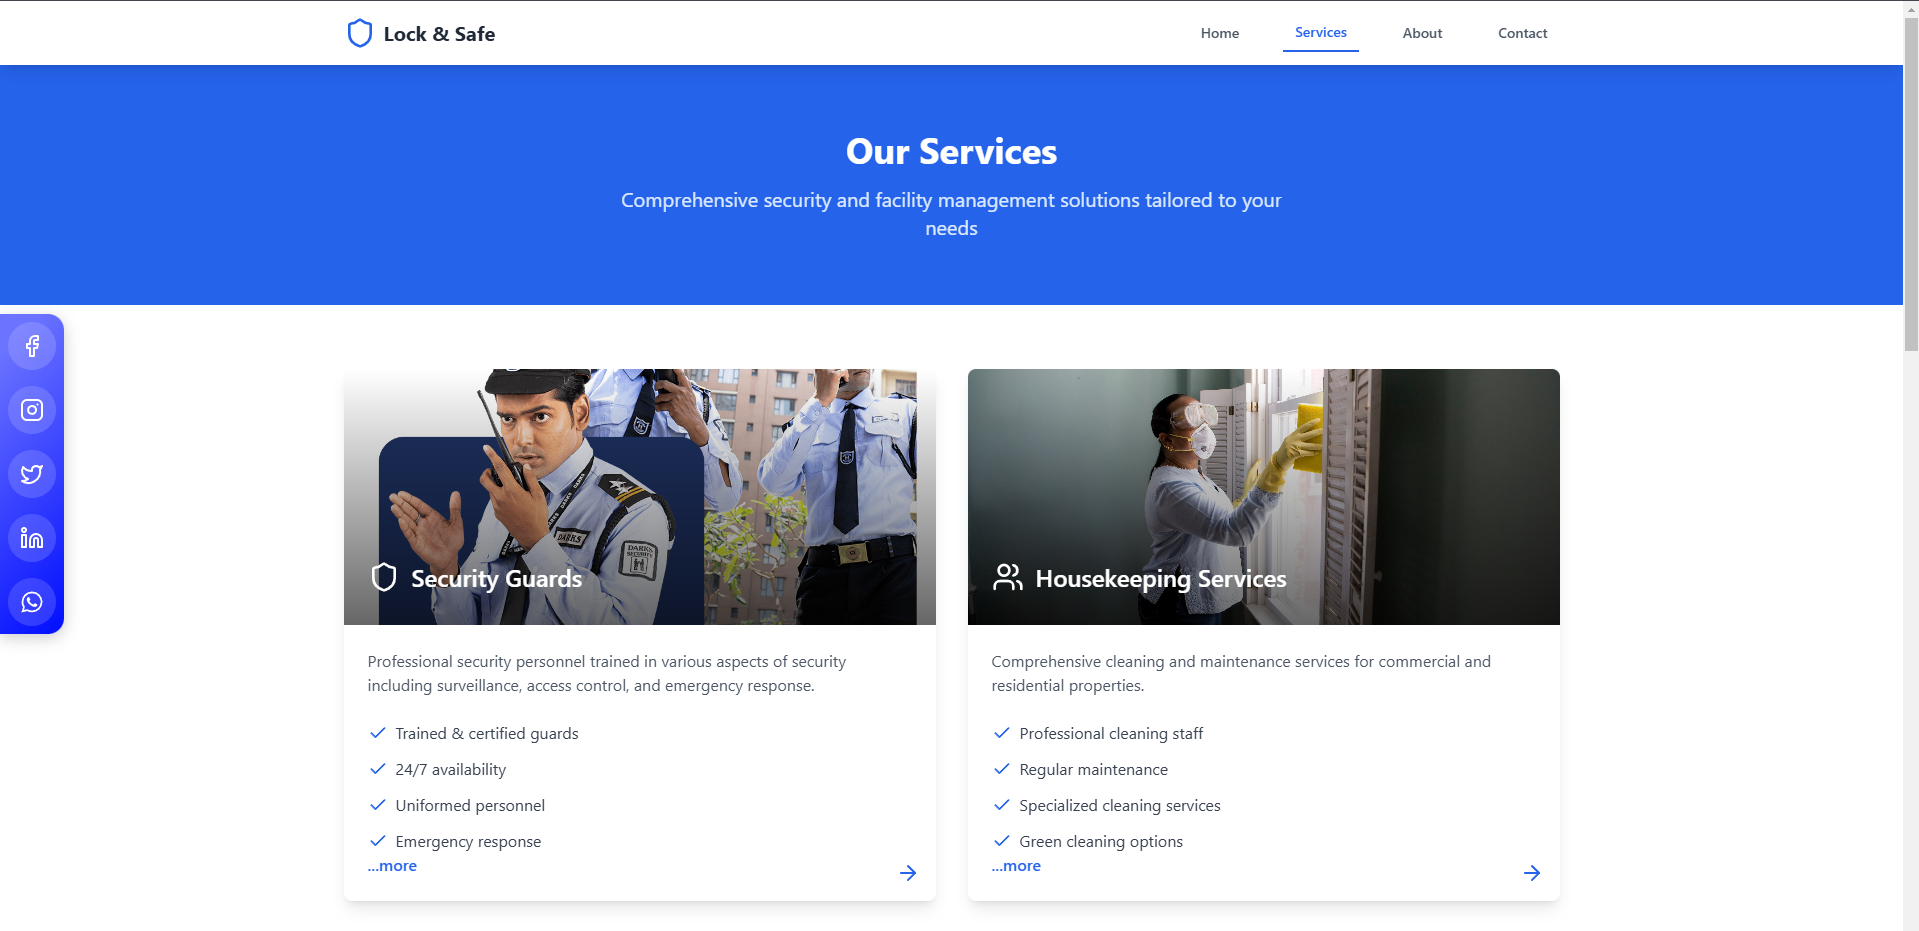 Lock & Safe
Home
Services
About
Contact
Our Services
Comprehensive security and facility management solutions tailored to your
needs
DARKS
DARKS
SECURITY
Security Guards
Housekeeping Services
Professional security personnel trained in various aspects of security
including surveillance, access control, and emergency response.
Trained & certified guards
24/7 availability
Uniformed personnel
Emergency response
...more
Comprehensive cleaning and maintenance services for commercial and
residential properties.
Professional cleaning staff
Regular maintenance
Specialized cleaning services
Green cleaning options
...more